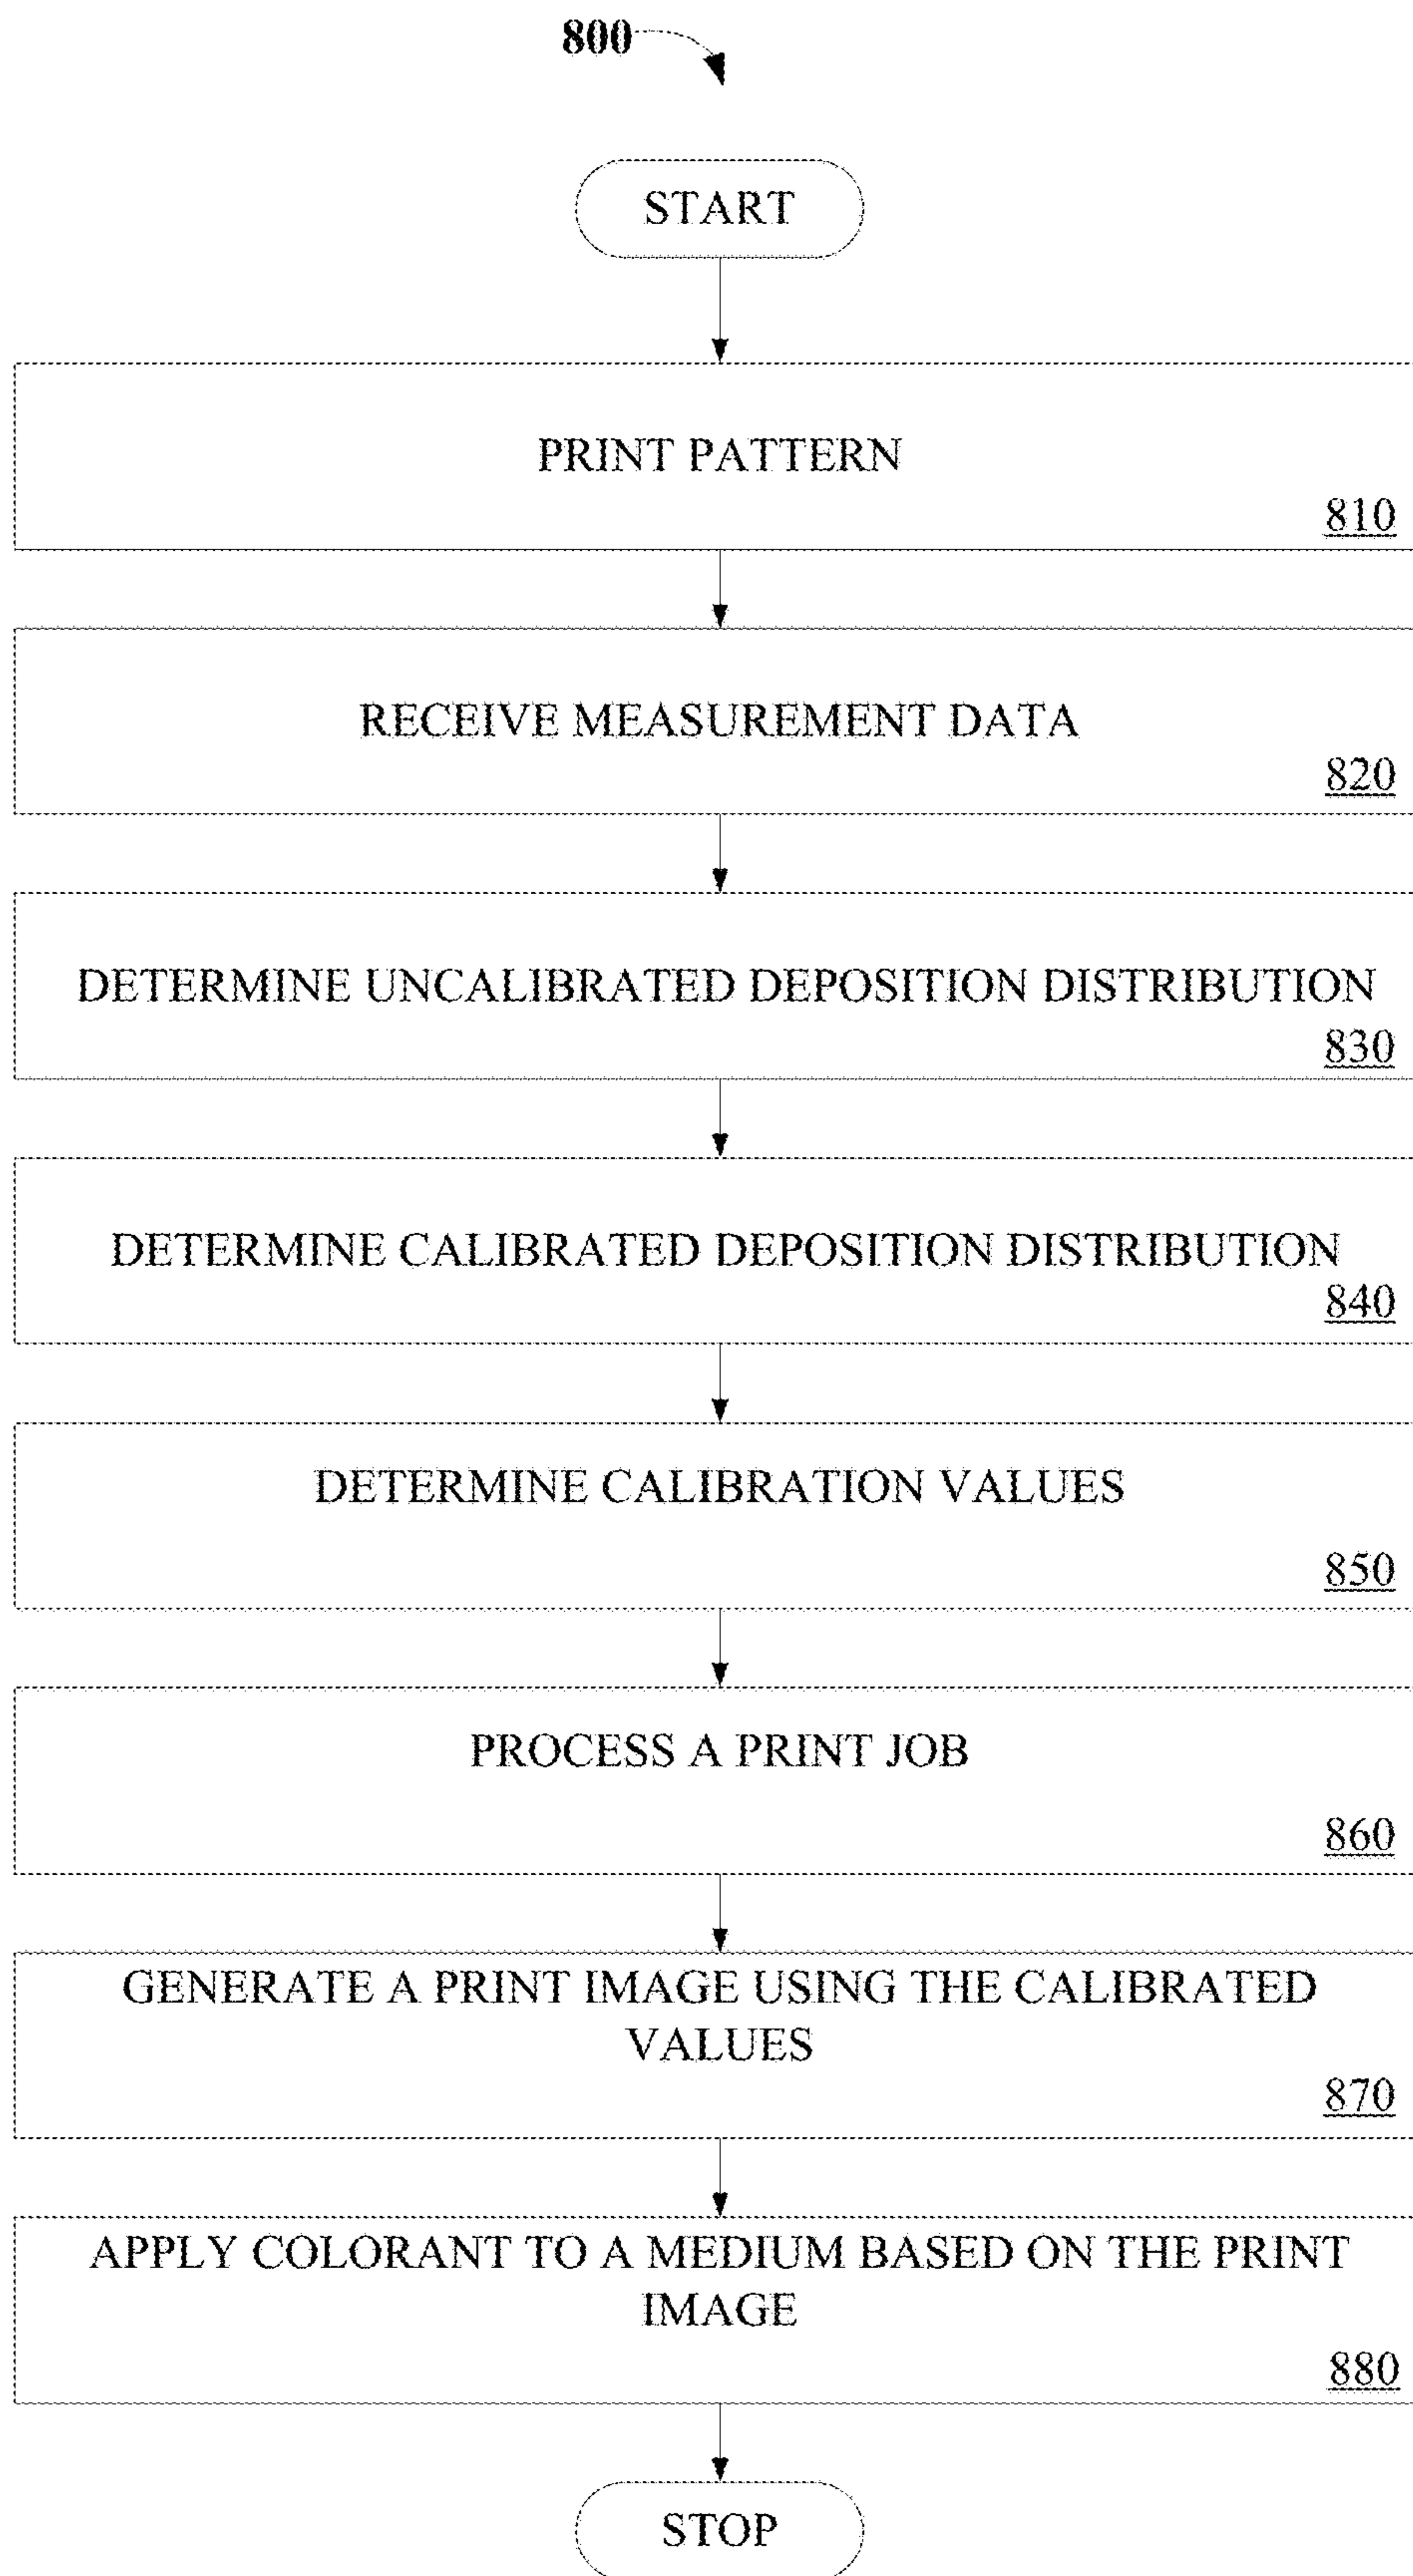 800
START
PRINT PATTERN
810
RECEIVE MEASUREMENT DATA
820
DETERMINE UNCALIBRATED DEPOSITION DISTRIBUTION
830
DETERMINE CALIBRATED DEPOSITION DISTRIBUTION
840
DETERMINE CALIBRATION VALUES
850
PROCESS A PRINT JOB
860
GENERATE A PRINT IMAGE USING THE CALIBRATED
VALUES
870
APPLY COLORANT TO A MEDIUM BASED ON THE PRINT
IMAGE
880
STOP